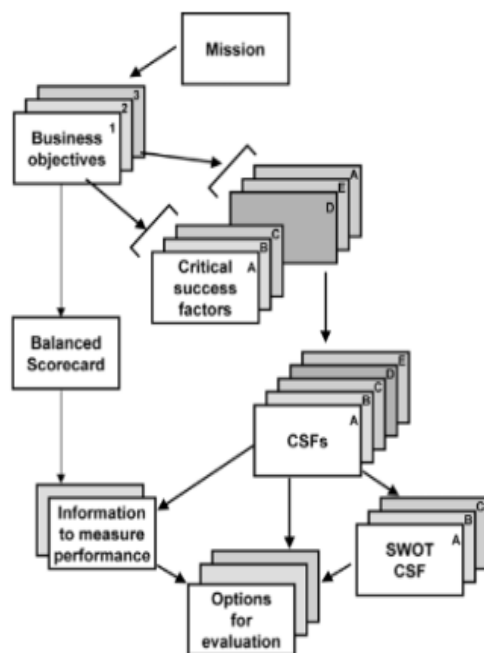 Mission
3
2
1
Business
objectives
A
E
D
C
B
A
Critical
success
factors
Balanced
Scorecard
E
D
C
B
A
CSFs
Information
to measure
performance
C
B
A
SWOT
CSF
Options
for
evaluation